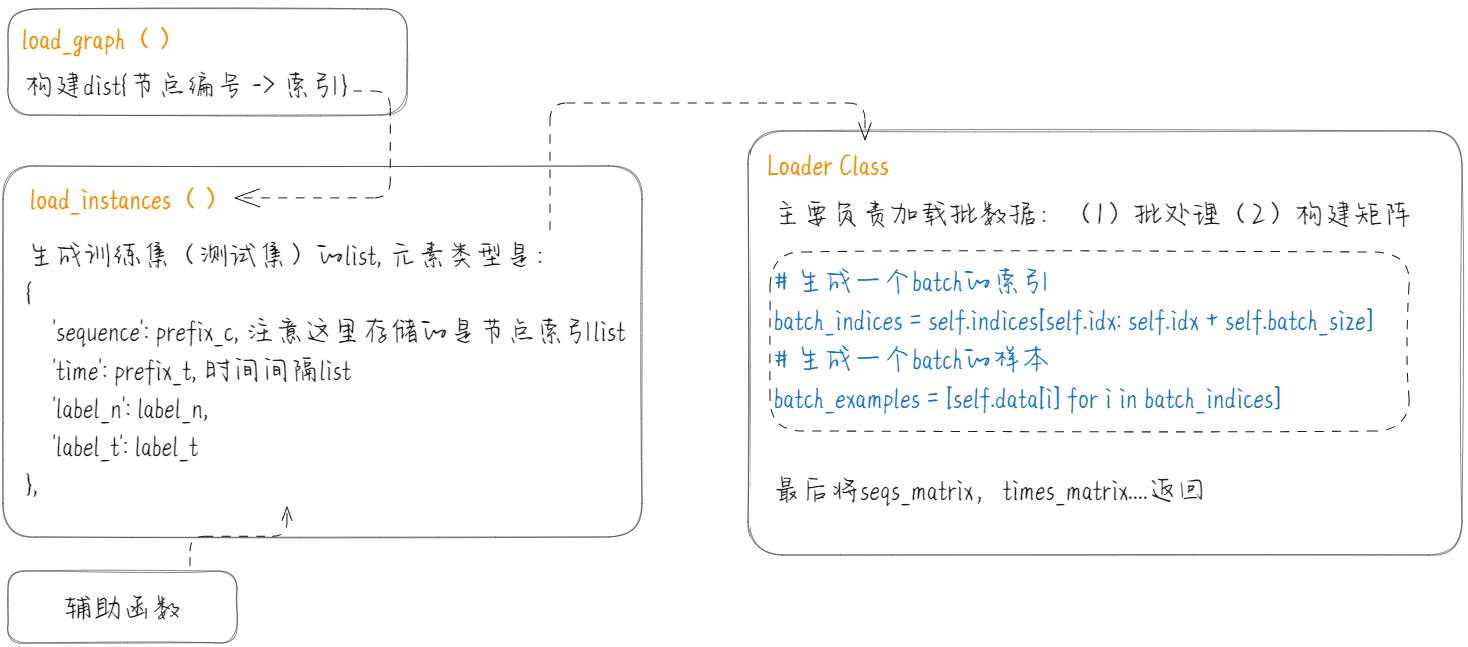 load_graph（ ）
构建dist{节点编号 -> 索引}
load_instances（ ）
生成训练集（测试集）的list, 元素类型是：
{
'sequence': prefix_c, 注意这里存储的是节点索引list
'time': prefix_t, 时间间隔list
'label_n': label_n,
'label_t': label_t
},
辅助函数
Loader Class
主要负责加载批数据：（1）批处理（2）构建矩阵
# 生成一个batch的索引
batch_indices = self.indices[self.idx: self.idx + self.batch_size]
# 生成一个batch的样本
batch_examples = [self.data[i] for i in batch_indices]
最后将seqs_matrix, times_matrix....返回